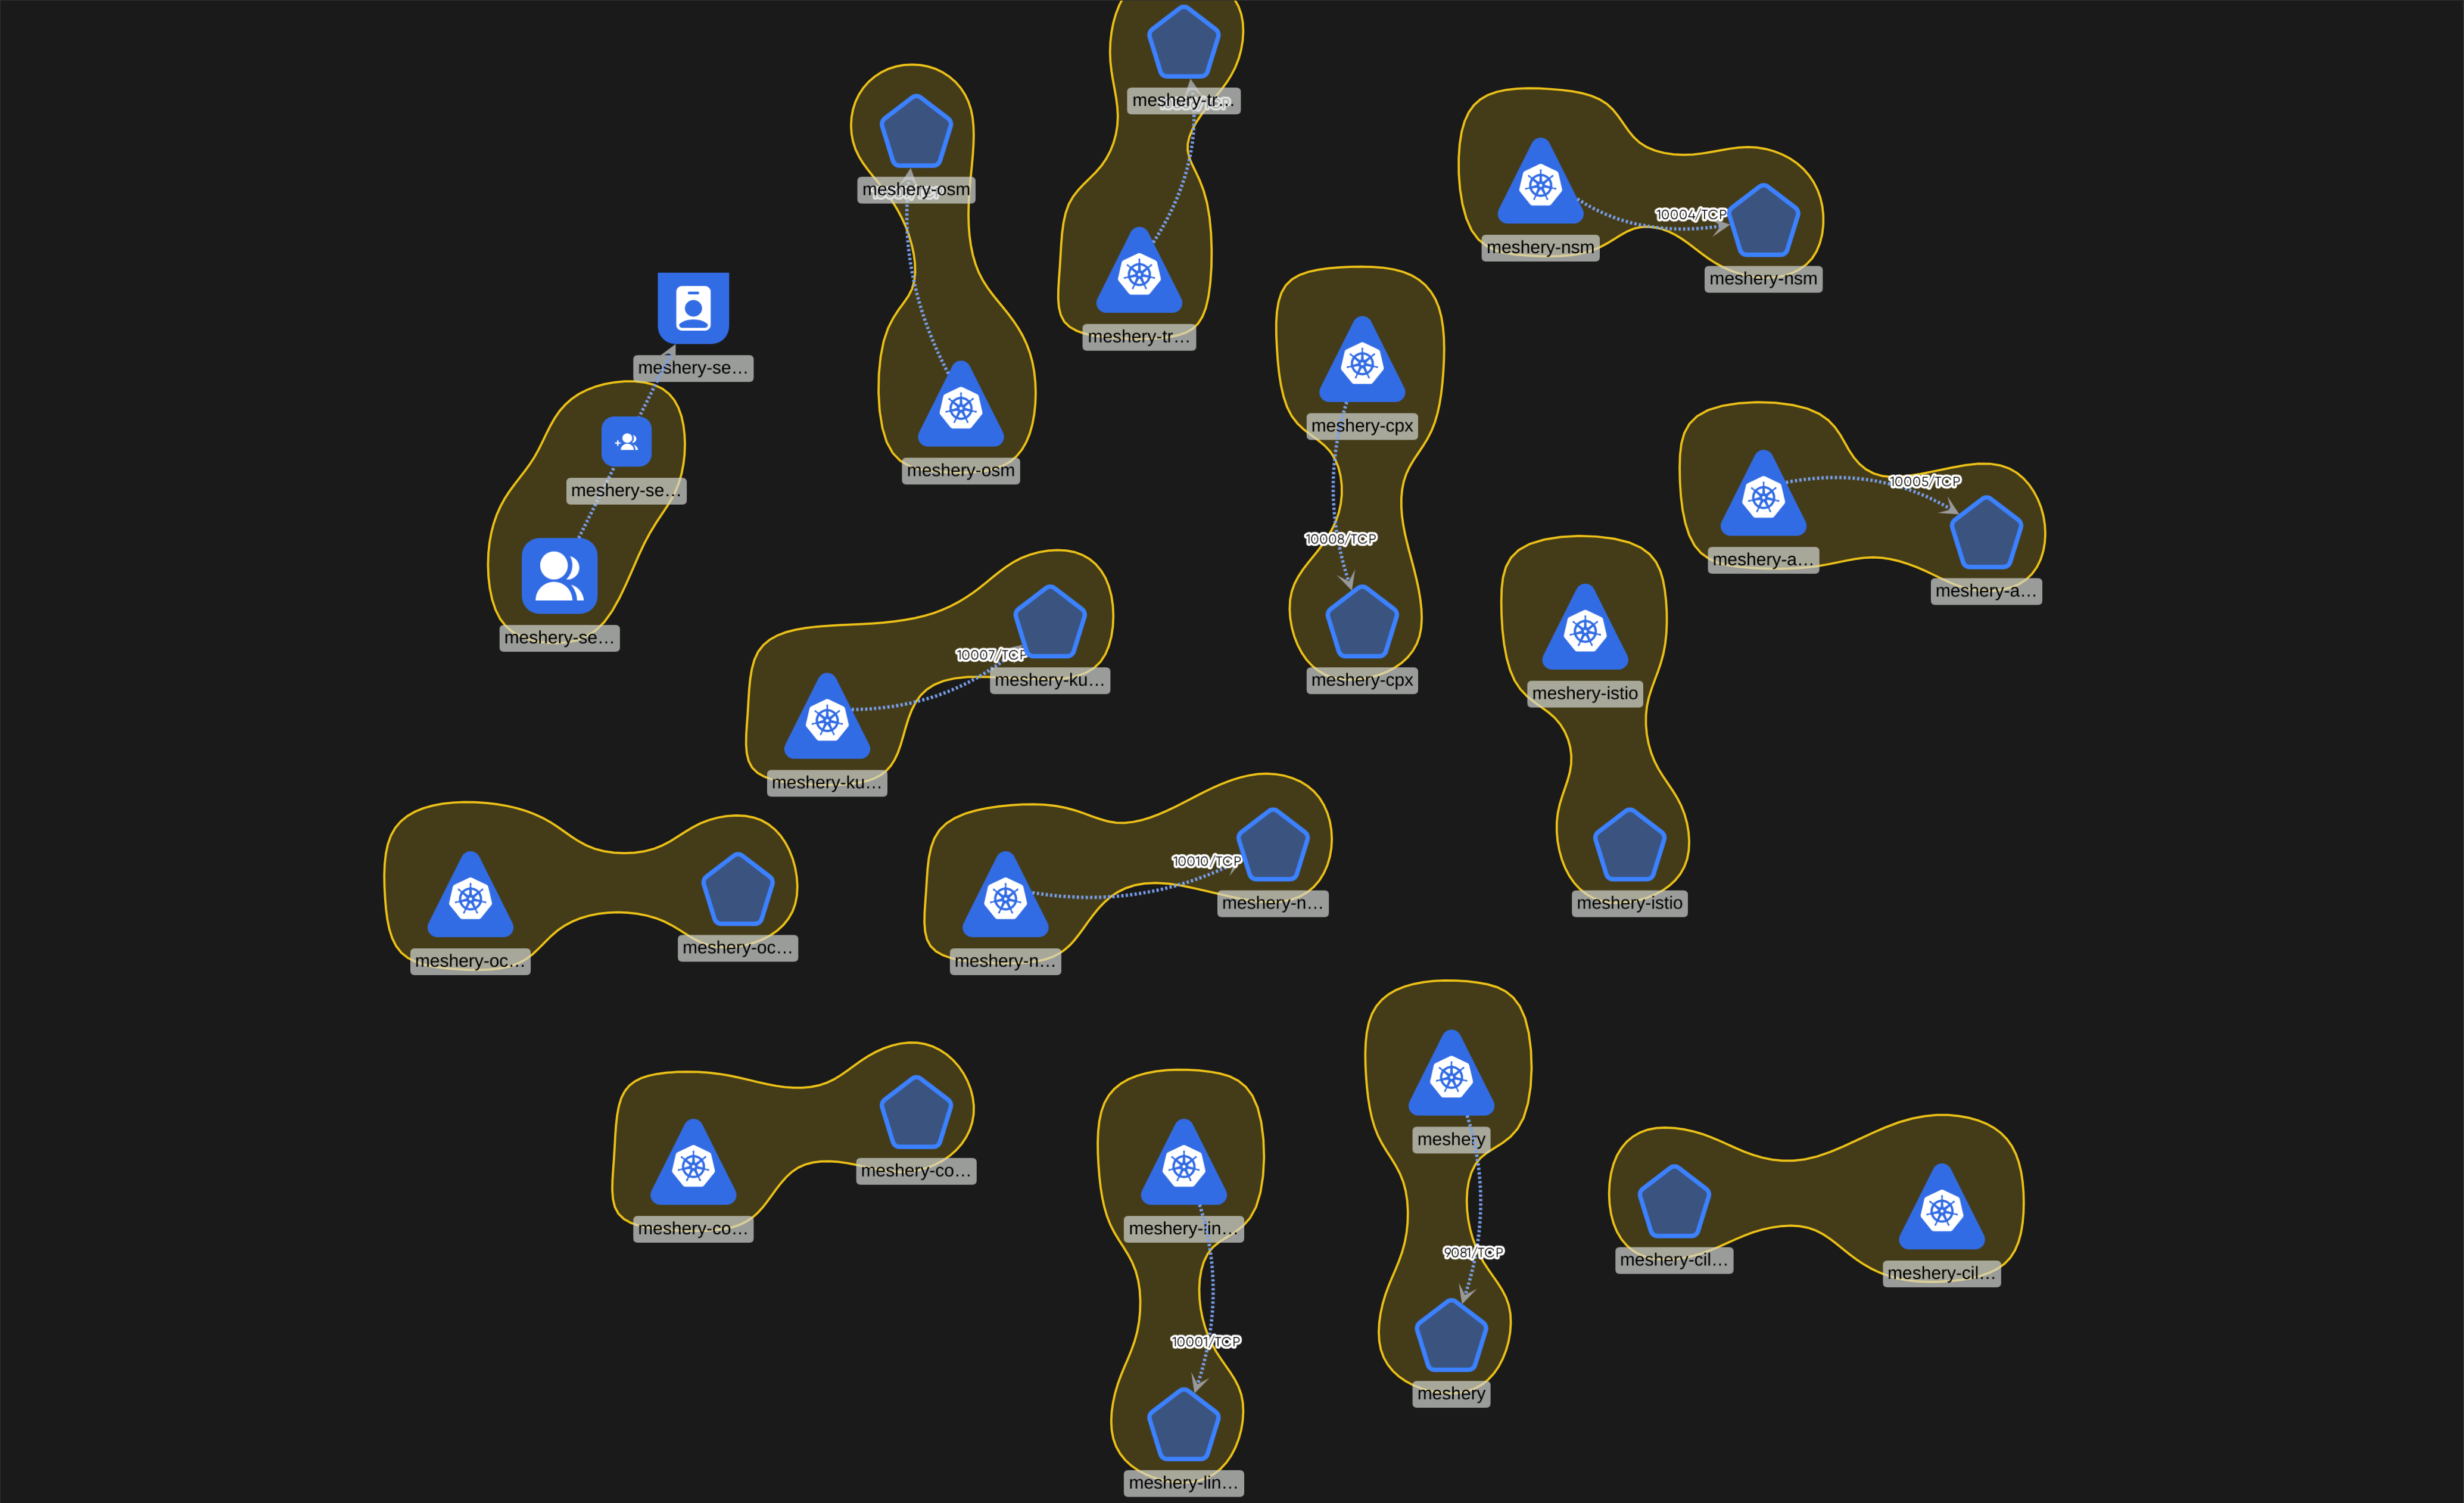 meshery-tr…
meshery-osm
10004/TCP
meshery-nsm
meshery-nsm
meshery-tr…
meshery-se…
meshery-cpx
meshery-osm
10005/TCP
meshery-se…
10008/TCP
meshery-a…
meshery-a…
meshery-se…
10007/TCP
meshery-ku…
meshery-cpx
meshery-istio
meshery-ku…
10010/TCP
meshery-n…
meshery-istio
meshery-oc…
meshery-oc…
meshery-n…
meshery
meshery-co…
meshery-co…
meshery-lin…
9081/TCP
meshery-cil…
meshery-cil…
10001/TCP
meshery
meshery-lin…